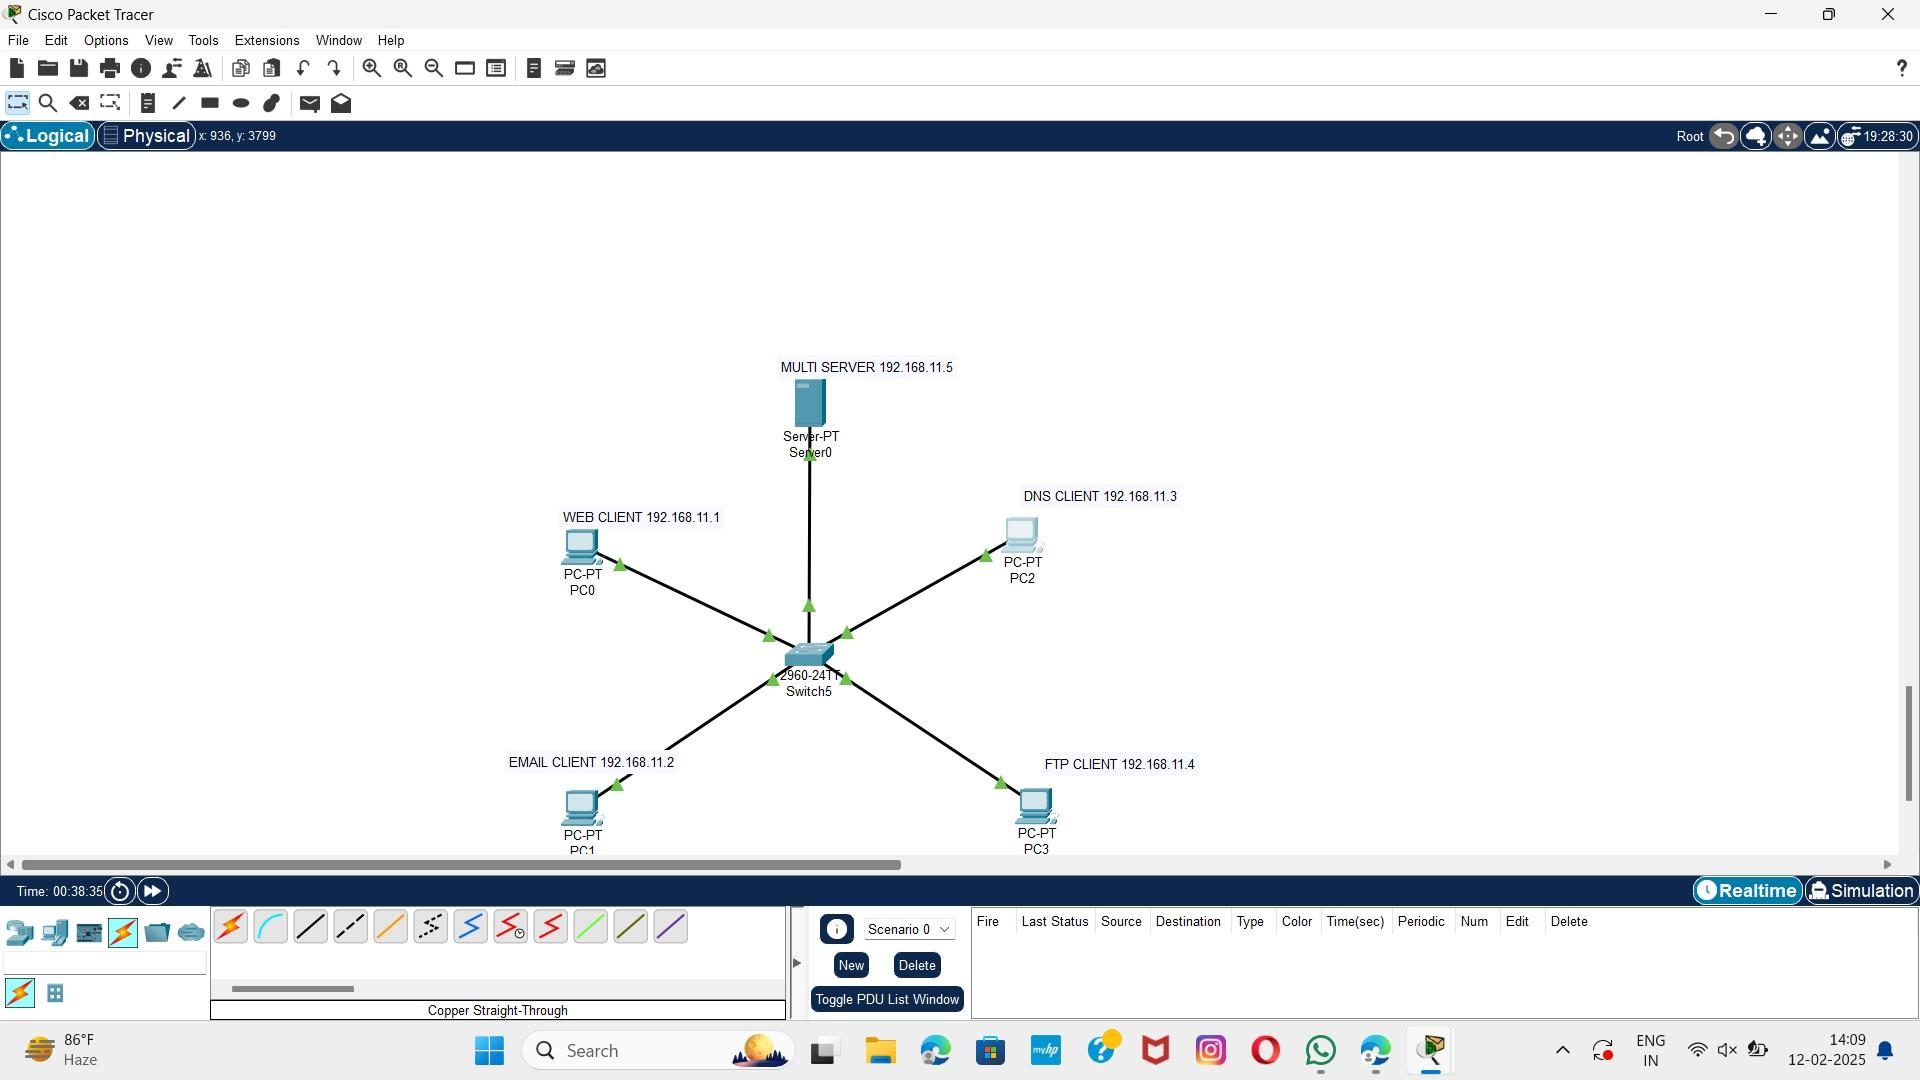 Cisco Packet Tracer
File Edit Options View Tools Extensions Window Help
?
Logical Physical x: 936, y: 3799 Root 19:28:30
MULTI SERVER 192.168.11.5
Server-PT
Server0
DNS CLIENT 192.168.11.3
WEB CLIENT 192.168.11.1
PC-PT
PC2
PC-PT
PC0
2960-24TT
Switch5
EMAIL CLIENT 192.168.11.2
FTP CLIENT 192.168.11.4
PC-PT
PC1
PC-PT
PC3
Time: 00:38:35 Realtime Simulation
Scenario 0
Fire Last Status Source Destination Type Color Time(sec) Periodic Num Edit Delete
New Delete
Toggle PDU List Window
Copper Straight-Through
86°F
Haze
Search
myhp
ENG
IN
14:09
12-02-2025